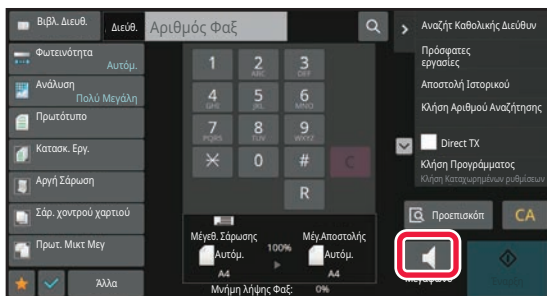 Βιβλ. Διευθ.
Διεύθ.
Αριθμός Φαξ
Φωτεινότητα
Αυτόμ.
Ανάλυση
Πολύ Μεγάλη
Πρωτότυπο
Κατασκ. Εργ.
Αργή Σάρωση
Σάρ. χοντρού χαρτιού
Πρωτ. Μικτ Μεγ
Άλλα
1
2 ABC
3 DEF
4 GHI
5 JKL
6 MNO
7 PQRS
8 TUV
9 WXYZ
0
#
C
R
Μέγεθ. Σάρωσης
Αυτόμ.
A4
100%
Μέγ.Αποστολής
Αυτόμ.
A4
Μνήμη λήψης Φαξ: 0%
Αναζήτ Καθολικής Διεύθυν
Πρόσφατες
εργασίες
Αποστολή Ιστορικού
Κλήση Αριθμού Αναζήτησης
Direct TX
Κλήση Προγράμματος
Κλήση Καταχωρημένων ρυθμίσεων
Προεπισκόπ
CA
Μεγάφωνο